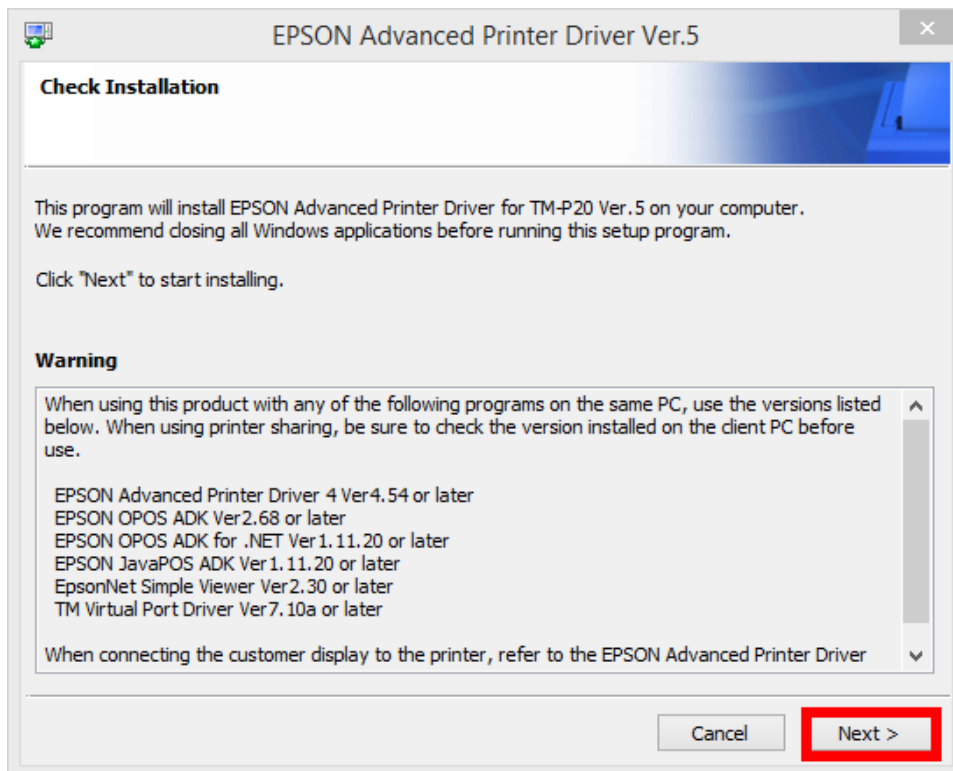 EPSON Advanced Printer Driver Ver.5
Check Installation
This program will install EPSON Advanced Printer Driver for TM-P20 Ver.5 on your computer.
We recommend closing all Windows applications before running this setup program.
Click "Next" to start installing.
Warning
When using this product with any of the following programs on the same PC, use the versions listed
below. When using printer sharing, be sure to check the version installed on the client PC before
use.
EPSON Advanced Printer Driver 4 Ver4.54 or later
EPSON OPOS ADK Ver2.68 or later
EPSON OPOS ADK for .NET Ver1.11.20 or later
EPSON JavaPOS ADK Ver1.11.20 or later
EpsonNet Simple Viewer Ver2.30 or later
TM Virtual Port Driver Ver7.10a or later
When connecting the customer display to the printer, refer to the EPSON Advanced Printer Driver
Cancel
Next >